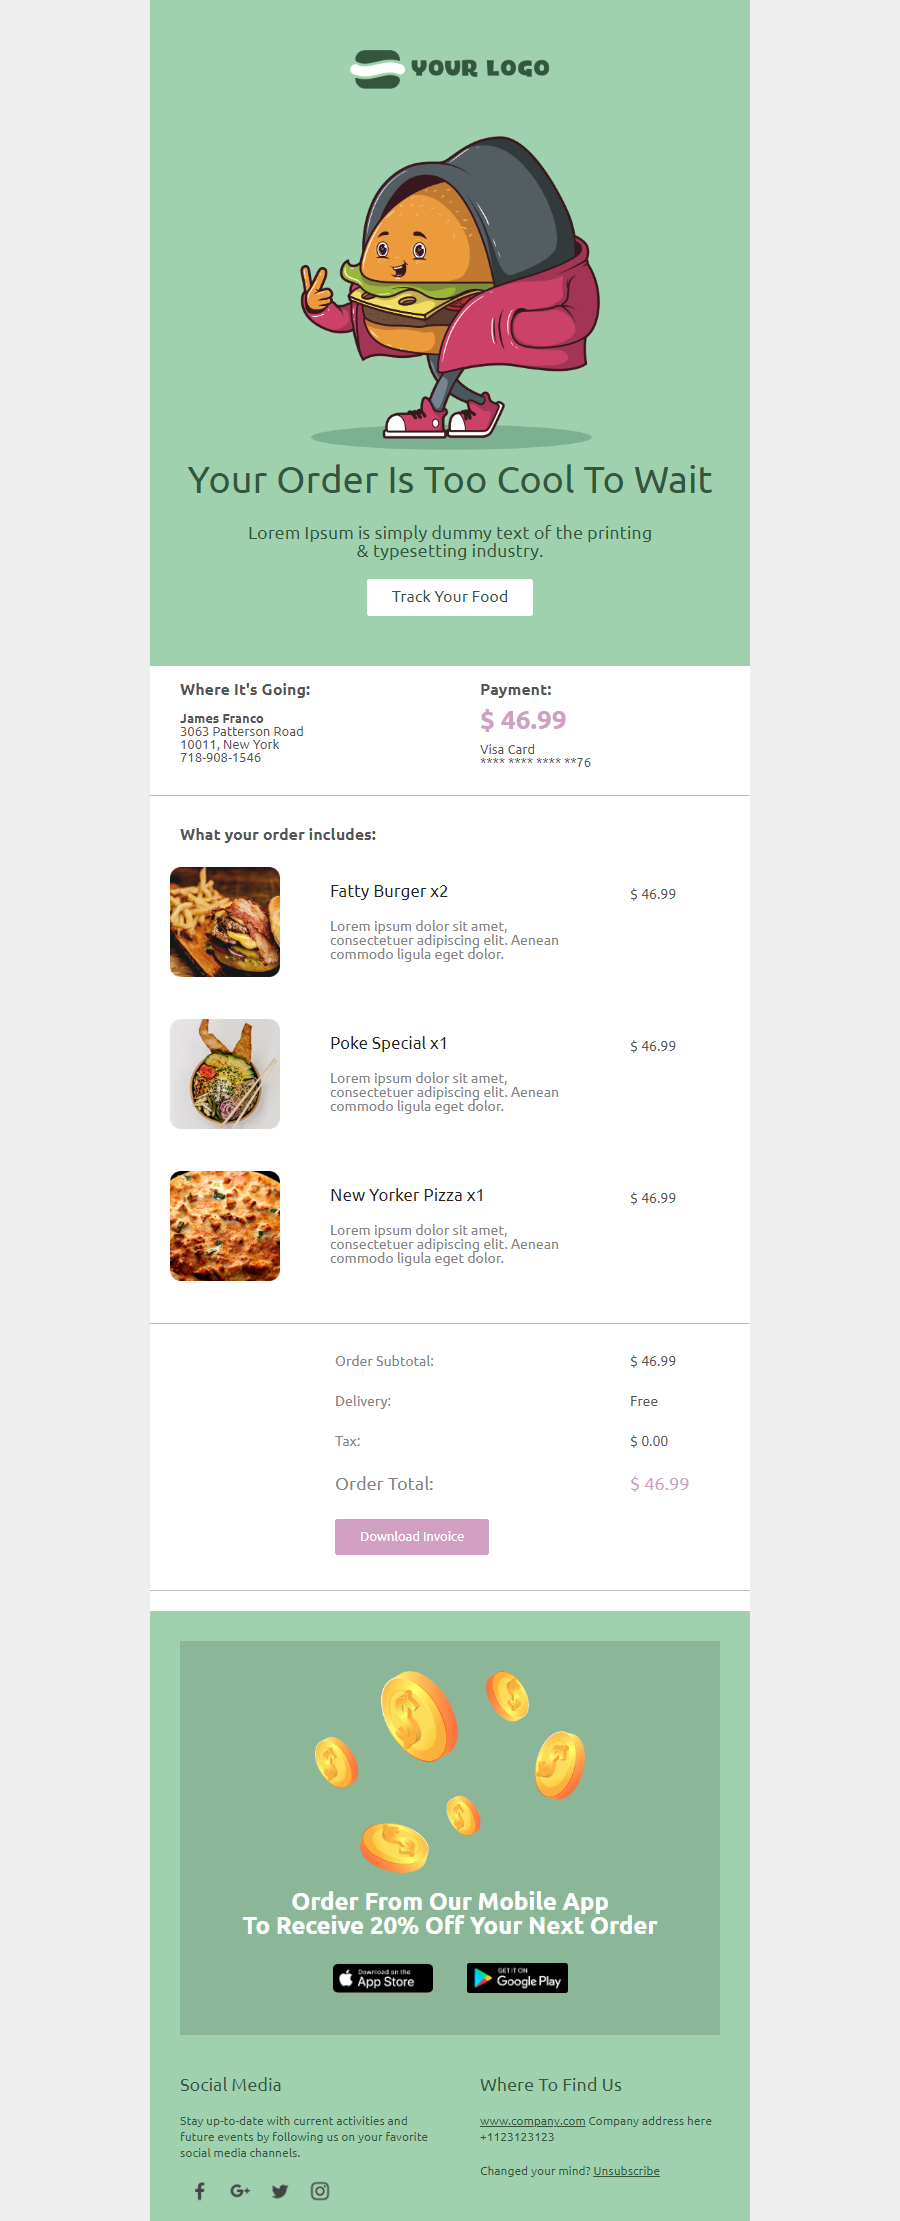 YOUR LOGO
Your Order Is Too Cool To Wait
Lorem Ipsum is simply dummy text of the printing
& typesetting industry.
Track Your Food
Where It's Going:
James Franco
3063 Patterson Road
10011, New York
718-908-1546
Payment:
$ 46.99
Visa Card
**** **** **** **76
What your order includes:
Fatty Burger x2
$ 46.99
Lorem ipsum dolor sit amet,
consectetuer adipiscing elit. Aenean
commodo ligula eget dolor.
Poke Special x1
$ 46.99
Lorem ipsum dolor sit amet,
consectetuer adipiscing elit. Aenean
commodo ligula eget dolor.
New Yorker Pizza x1
$ 46.99
Lorem ipsum dolor sit amet,
consectetuer adipiscing elit. Aenean
commodo ligula eget dolor.
Order Subtotal:
$ 46.99
Delivery:
Free
Tax:
$ 0.00
Order Total:
$ 46.99
Download Invoice
Order From Our Mobile App
To Receive 20% Off Your Next Order
Download on the
App Store
GET IT ON
Google Play
Social Media
Stay up-to-date with current activities and
future events by following us on your favorite
social media channels.
Where To Find Us
www.company.com Company address here
+1123123123
Changed your mind? Unsubscribe